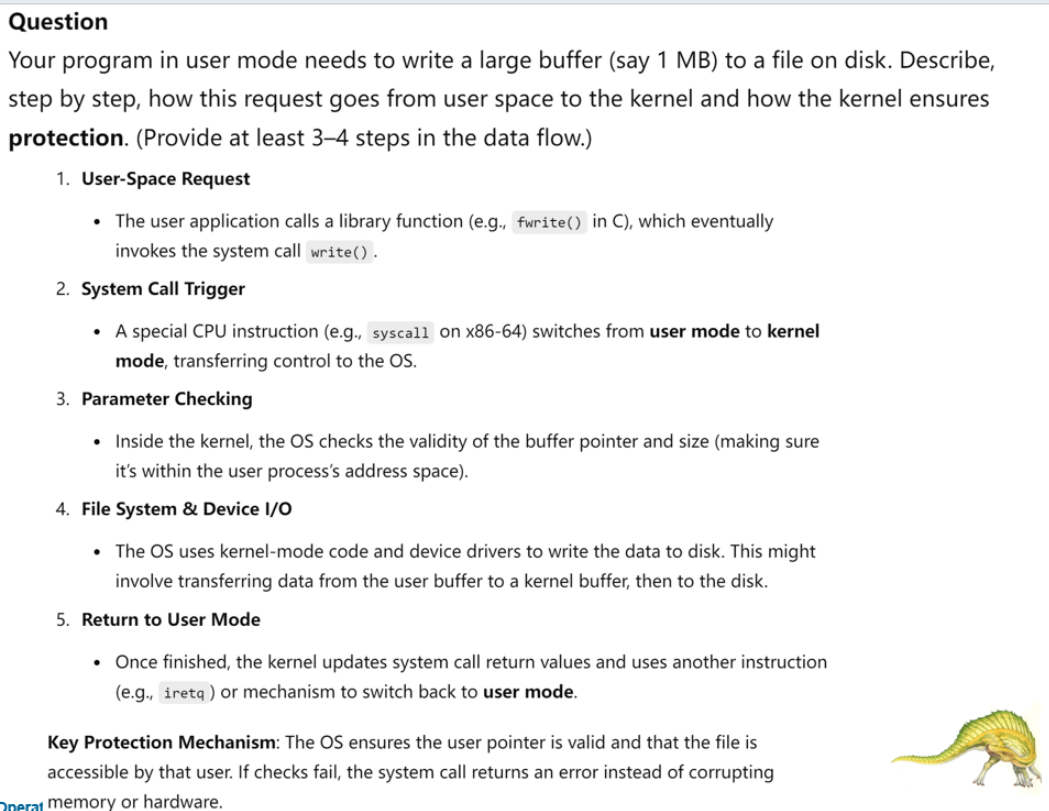 Question
Your program in user mode needs to write a large buffer (say 1 MB) to a file on disk. Describe,
step by step, how this request goes from user space to the kernel and how the kernel ensures
protection. (Provide at least 3–4 steps in the data flow.)
1. User-Space Request
• The user application calls a library function (e.g., fwrite() in C), which eventually
invokes the system call write() .
2. System Call Trigger
• A special CPU instruction (e.g., syscall on x86-64) switches from user mode to kernel
mode, transferring control to the OS.
3. Parameter Checking
• Inside the kernel, the OS checks the validity of the buffer pointer and size (making sure
it's within the user process's address space).
4. File System & Device I/O
• The OS uses kernel-mode code and device drivers to write the data to disk. This might
involve transferring data from the user buffer to a kernel buffer, then to the disk.
5. Return to User Mode
• Once finished, the kernel updates system call return values and uses another instruction
(e.g., iretq ) or mechanism to switch back to user mode.
Key Protection Mechanism: The OS ensures the user pointer is valid and that the file is
accessible by that user. If checks fail, the system call returns an error instead of corrupting
memory or hardware.